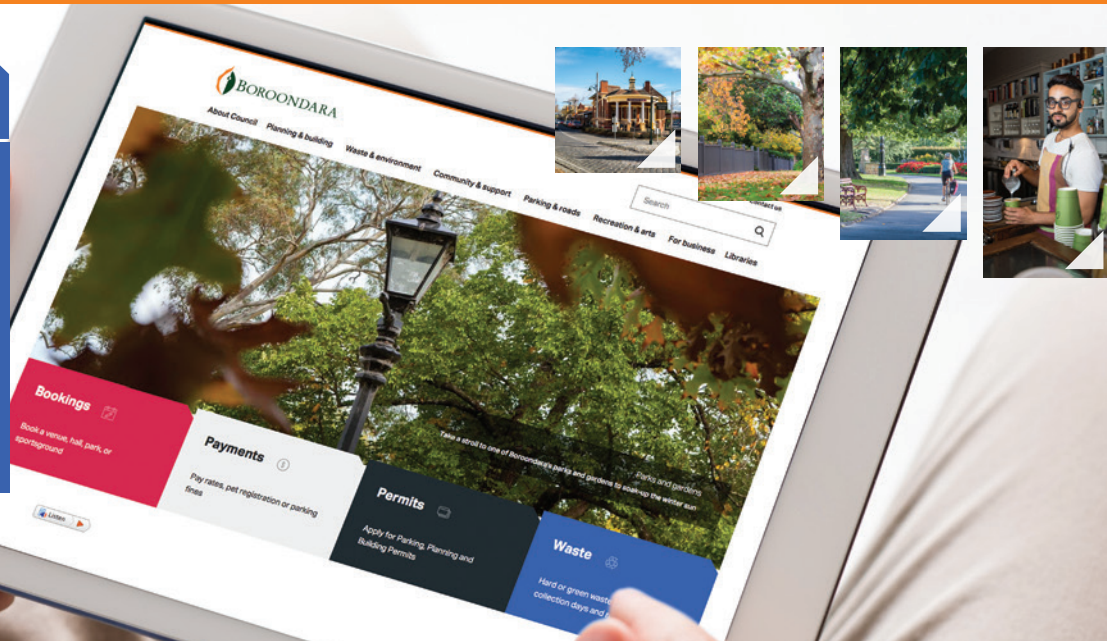 BOROONDARA
About Council Planning & building Waste & environment Community & support Parking & roads Recreation & arts For business Libraries
Contact us
Search
Parks and gardens
Take a stroll to one of Boroondara's parks and gardens to soak up the winter sun
Bookings
Book a venue, hall, park, or
sportsground
Payments
Pay rates, pet registration or parking
fines
Permits
Apply for Parking, Planning and
Building Permits
Waste
Hard or green waste
collection days and
Listen